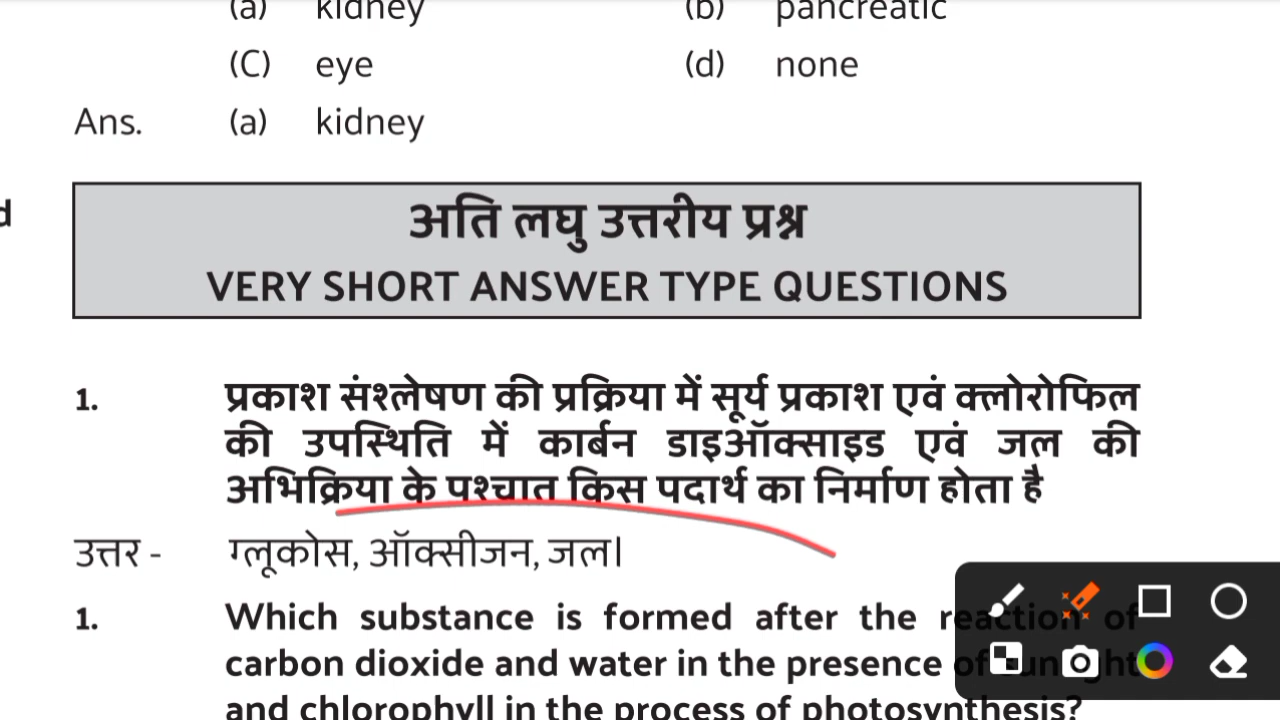 (a) kidney (b) pancreatic
(C) eye (d) none
Ans. (a) kidney
d
अति लघु उत्तरीय प्रश्न
VERY SHORT ANSWER TYPE QUESTIONS
1. प्रकाश संश्लेषण की प्रक्रिया में सूर्य प्रकाश एवं क्लोरोफिल
की उपस्थिति में कार्बन डाइऑक्साइड एवं जल की
अभिक्रिया के पश्चात किस पदार्थ का निर्माण होता है
उत्तर - ग्लूकोस, ऑक्सीजन, जल।
1. Which substance is formed after the reaction of
carbon dioxide and water in the presence of sunlight
and chlorophyll in the process of photosynthesis?